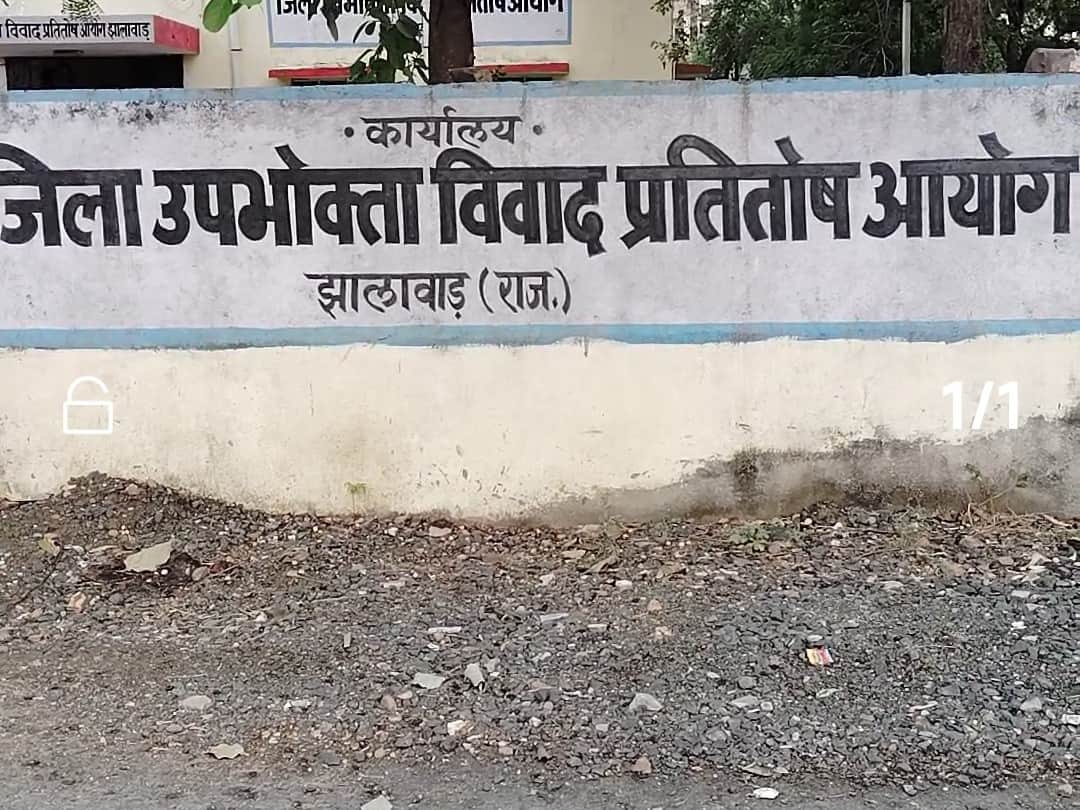 विवाद प्रतितोष आयोग झालावाड़
• कार्यालय •
जिला उपभोक्ता विवाद प्रतितोष आयोग
झालावाड़ (राज.)
1/1